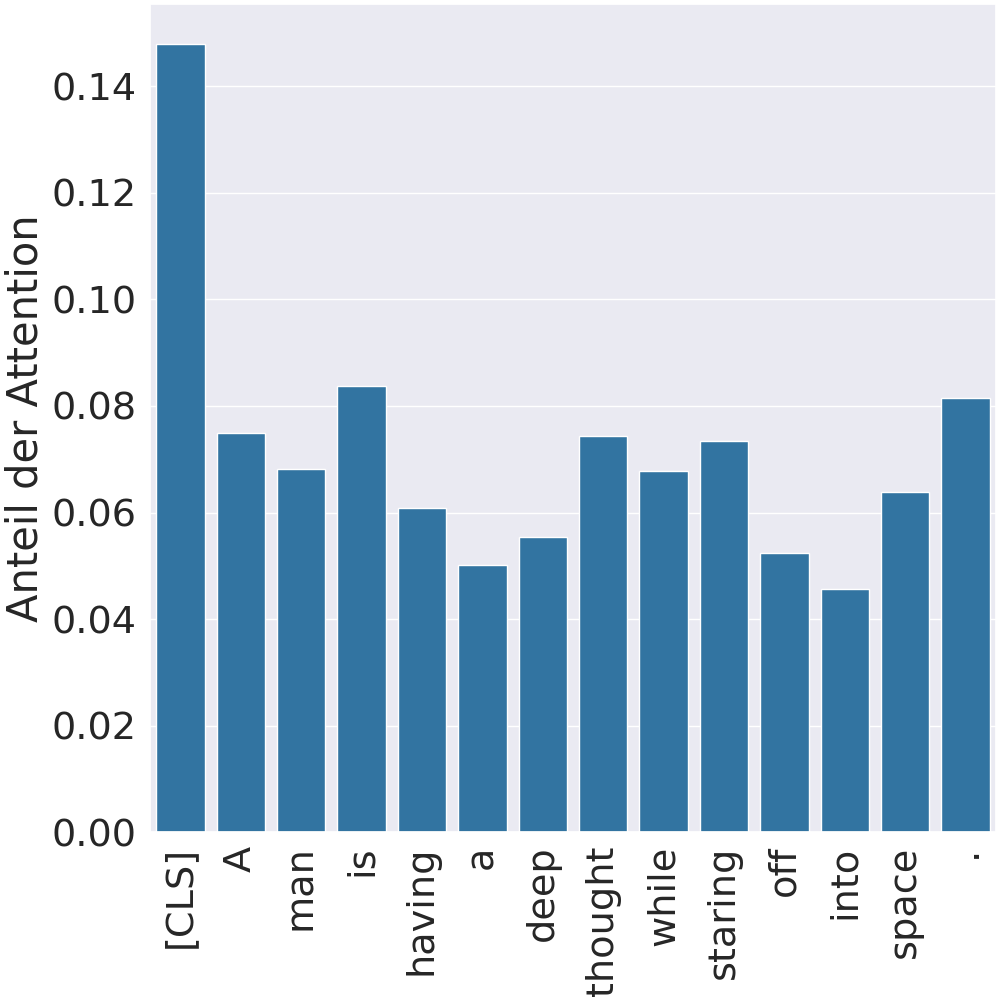 Anteil der Attention
0.14
0.12
0.10
0.08
0.06
0.04
0.02
0.00
[CLS]
A
man
is
having
a
deep
thought
while
staring
off
into
space
.